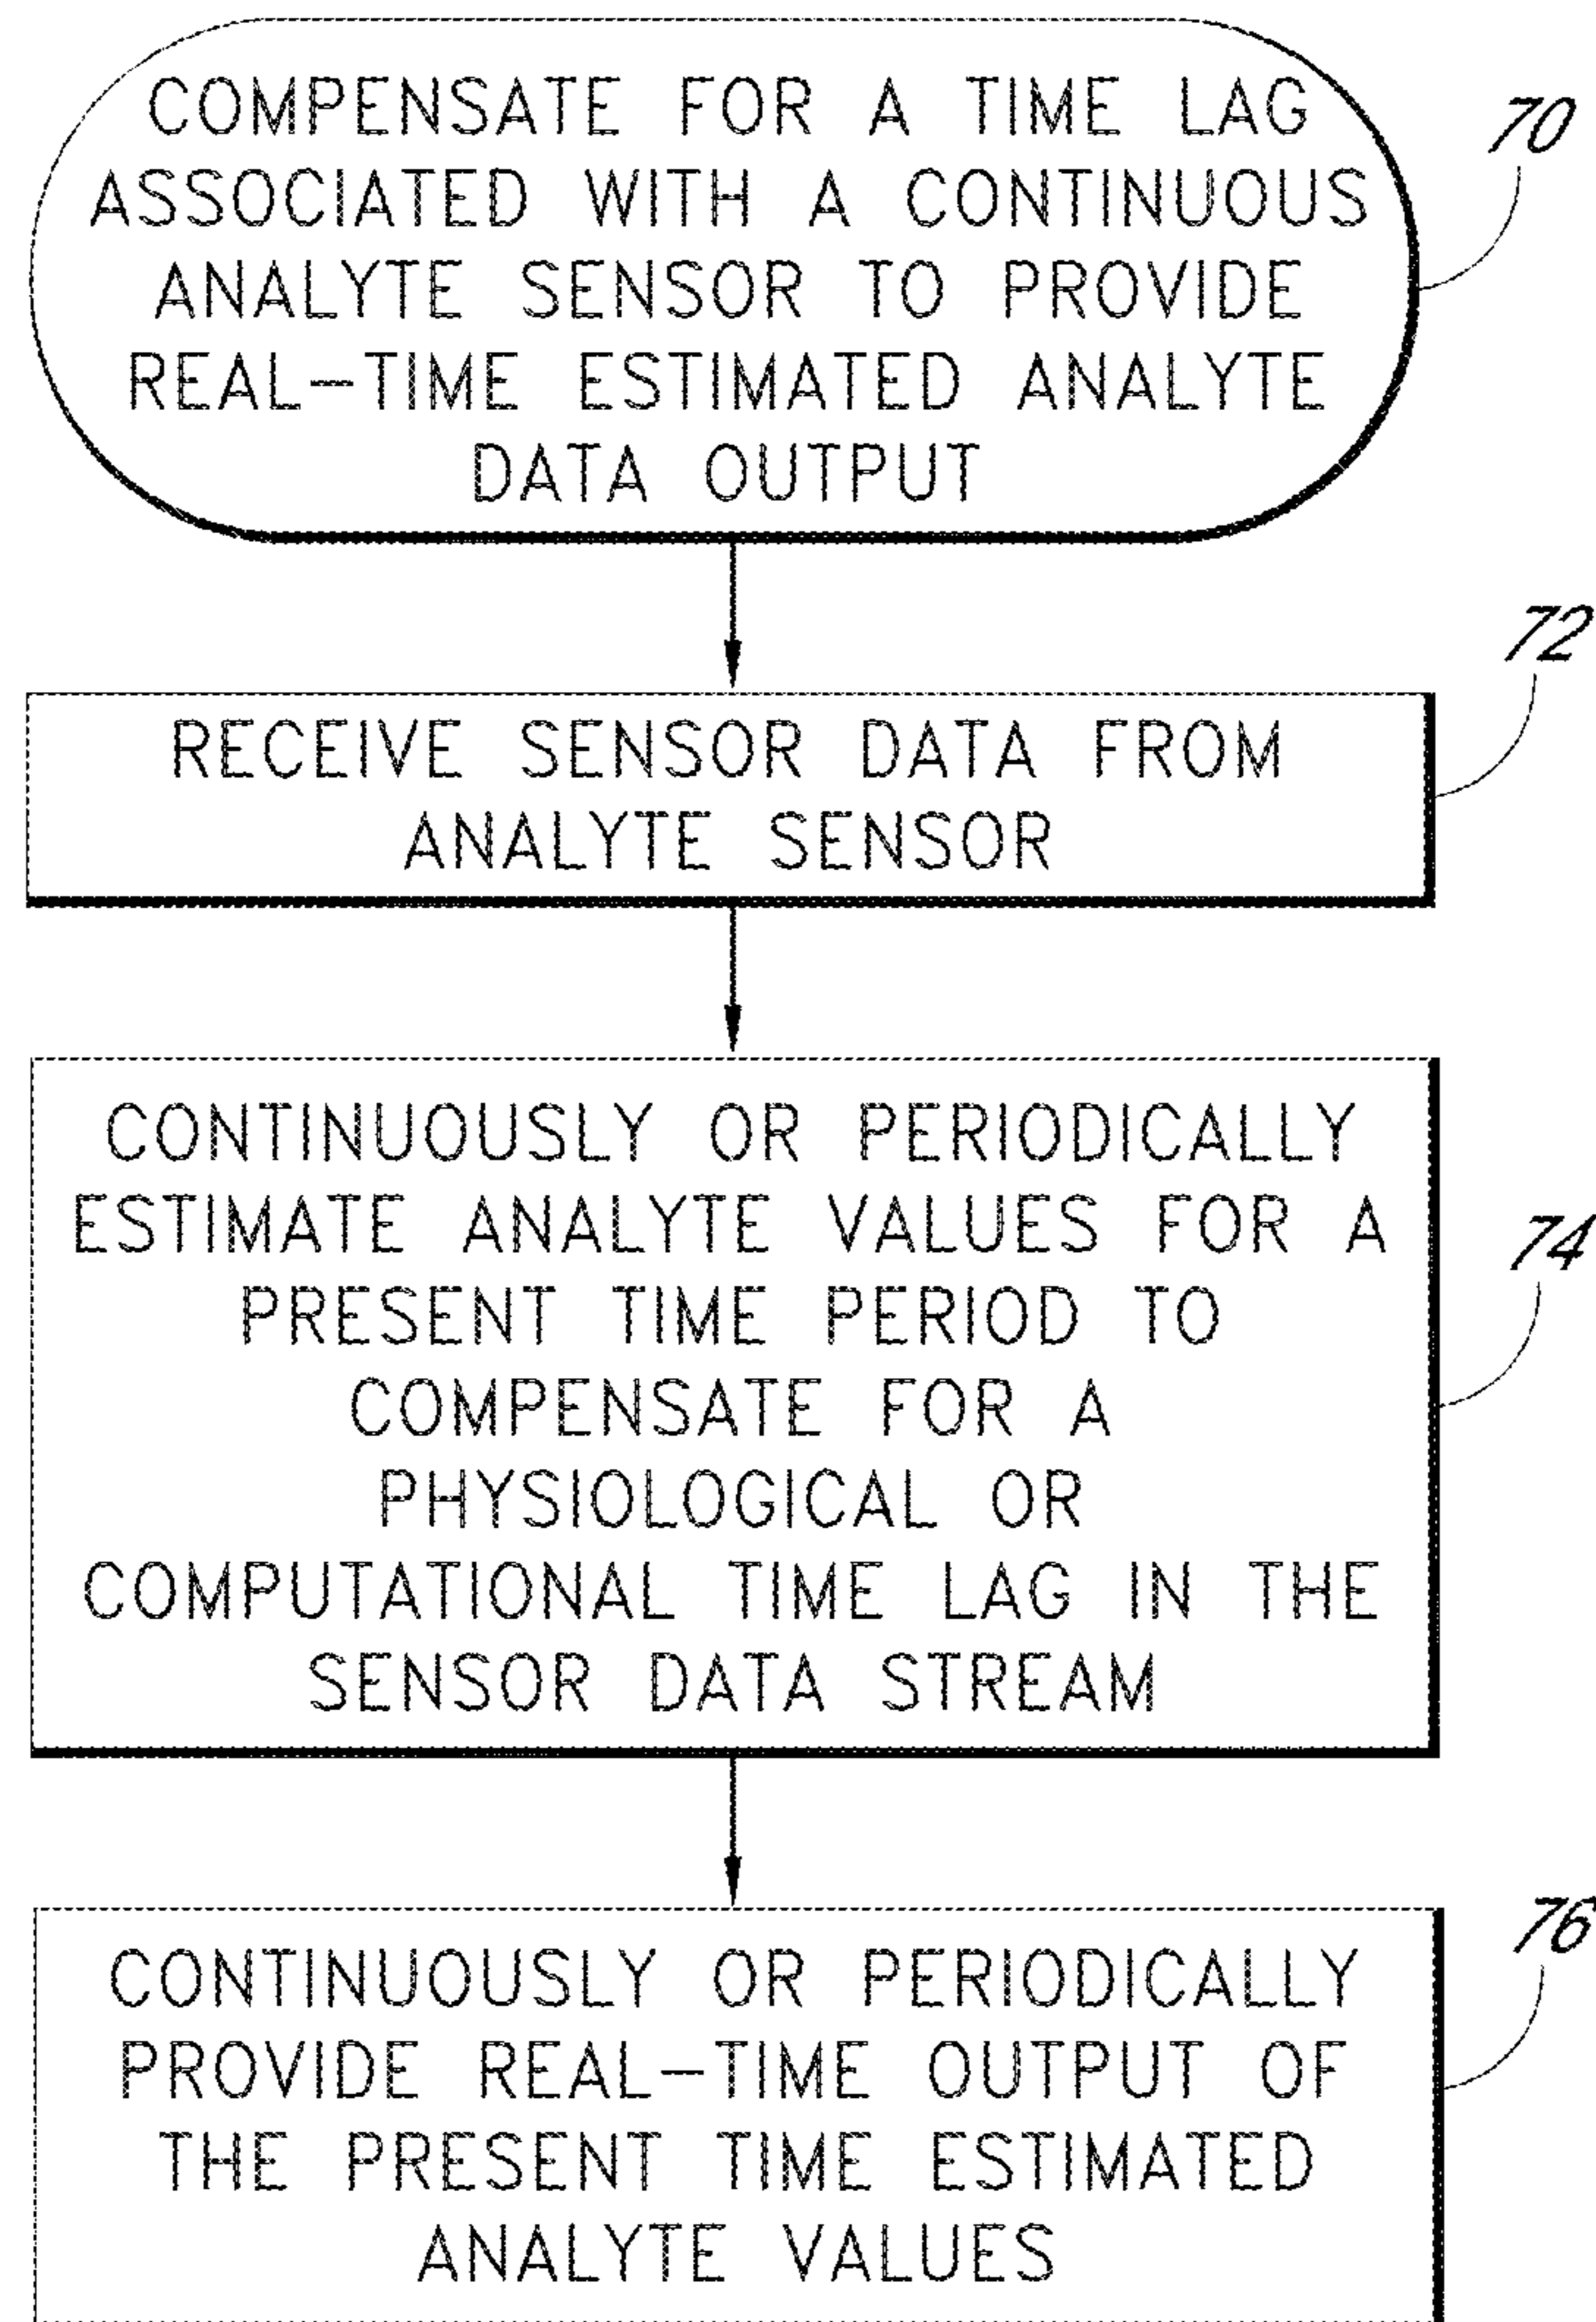 COMPENSATE FOR A TIME LAG
ASSOCIATED WITH A CONTINUOUS
ANALYTE SENSOR TO PROVIDE
REAL-TIME ESTIMATED ANALYTE
DATA OUTPUT
70
RECEIVE SENSOR DATA FROM
ANALYTE SENSOR
72
CONTINUOUSLY OR PERIODICALLY
ESTIMATE ANALYTE VALUES FOR A
PRESENT TIME PERIOD TO
COMPENSATE FOR A
PHYSIOLOGICAL OR
COMPUTATIONAL TIME LAG IN THE
SENSOR DATA STREAM
74
CONTINUOUSLY OR PERIODICALLY
PROVIDE REAL-TIME OUTPUT OF
THE PRESENT TIME ESTIMATED
ANALYTE VALUES
76